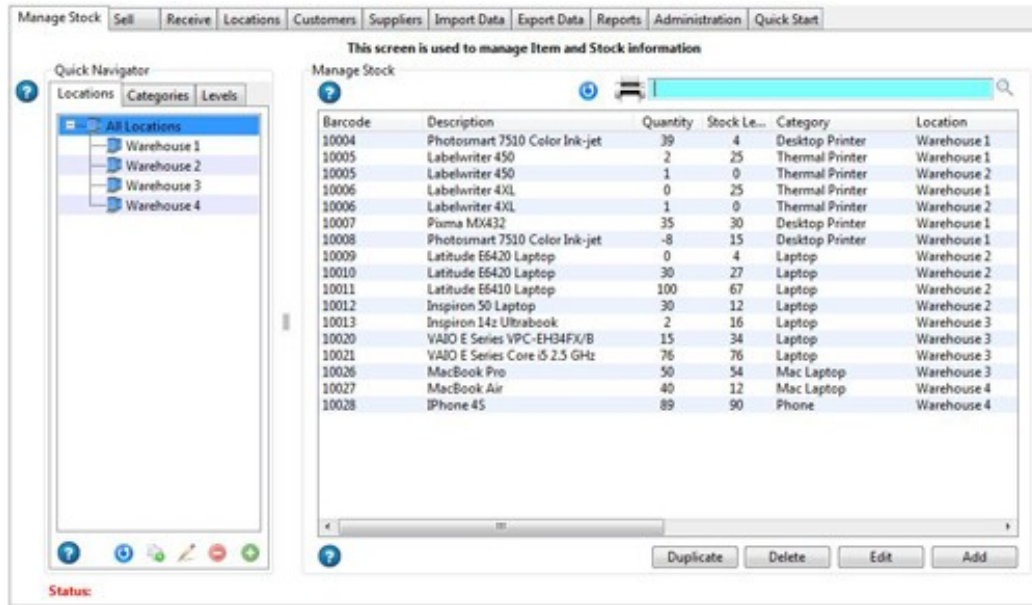 Manage Stock Sell Receive Locations Customers Suppliers Import Data Export Data Reports Administration Quick Start
This screen is used to manage Item and Stock information
Quick Navigator
Locations Categories Levels
All Locations
Warehouse 1
Warehouse 2
Warehouse 3
Warehouse 4
Manage Stock
Barcode Description Quantity Stock Le... Category Location
10004 Photosmart 7510 Color Ink-jet 39 4 Desktop Printer Warehouse 1
10005 Labelwriter 450 2 25 Thermal Printer Warehouse 1
10005 Labelwriter 450 1 0 Thermal Printer Warehouse 2
10006 Labelwriter 4XL 0 25 Thermal Printer Warehouse 1
10006 Labelwriter 4XL 1 0 Thermal Printer Warehouse 2
10007 Pixma MX432 35 30 Desktop Printer Warehouse 1
10008 Photosmart 7510 Color Ink-jet -8 15 Desktop Printer Warehouse 1
10009 Latitude E6420 Laptop 0 4 Laptop Warehouse 2
10010 Latitude E6420 Laptop 30 27 Laptop Warehouse 2
10011 Latitude E6410 Laptop 100 67 Laptop Warehouse 2
10012 Inspiron 50 Laptop 30 12 Laptop Warehouse 2
10013 Inspiron 14z Ultrabook 2 16 Laptop Warehouse 3
10020 VAIO E Series VPC-EH34FX/B 15 34 Laptop Warehouse 3
10021 VAIO E Series Core i5 2.5 GHz 76 76 Laptop Warehouse 3
10026 MacBook Pro 50 54 Mac Laptop Warehouse 3
10027 MacBook Air 40 12 Mac Laptop Warehouse 4
10028 IPhone 4S 89 90 Phone Warehouse 4
Duplicate Delete Edit Add
Status: